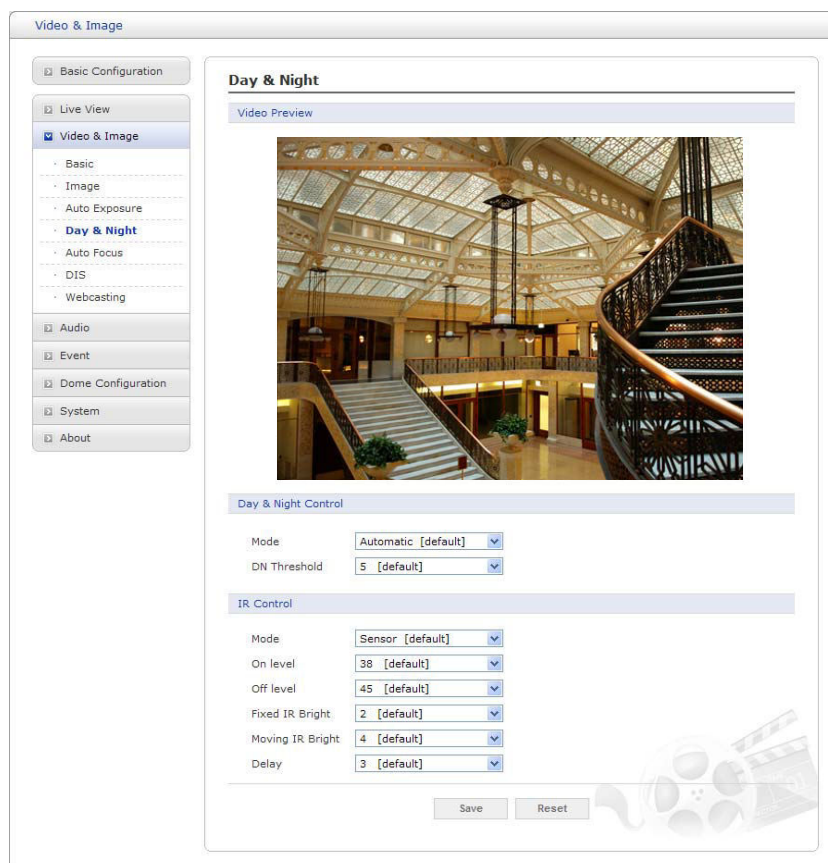 Video & Image
Basic Configuration
Live View
Video & Image
Basic
Image
Auto Exposure
Day & Night
Auto Focus
DIS
Webcasting
Audio
Event
Dome Configuration
System
About
Day & Night
Video Preview
Day & Night Control
Mode Automatic [default]
DN Threshold 5 [default]
IR Control
Mode Sensor [default]
On level 38 [default]
Off level 45 [default]
Fixed IR Bright 2 [default]
Moving IR Bright 4 [default]
Delay 3 [default]
Save Reset